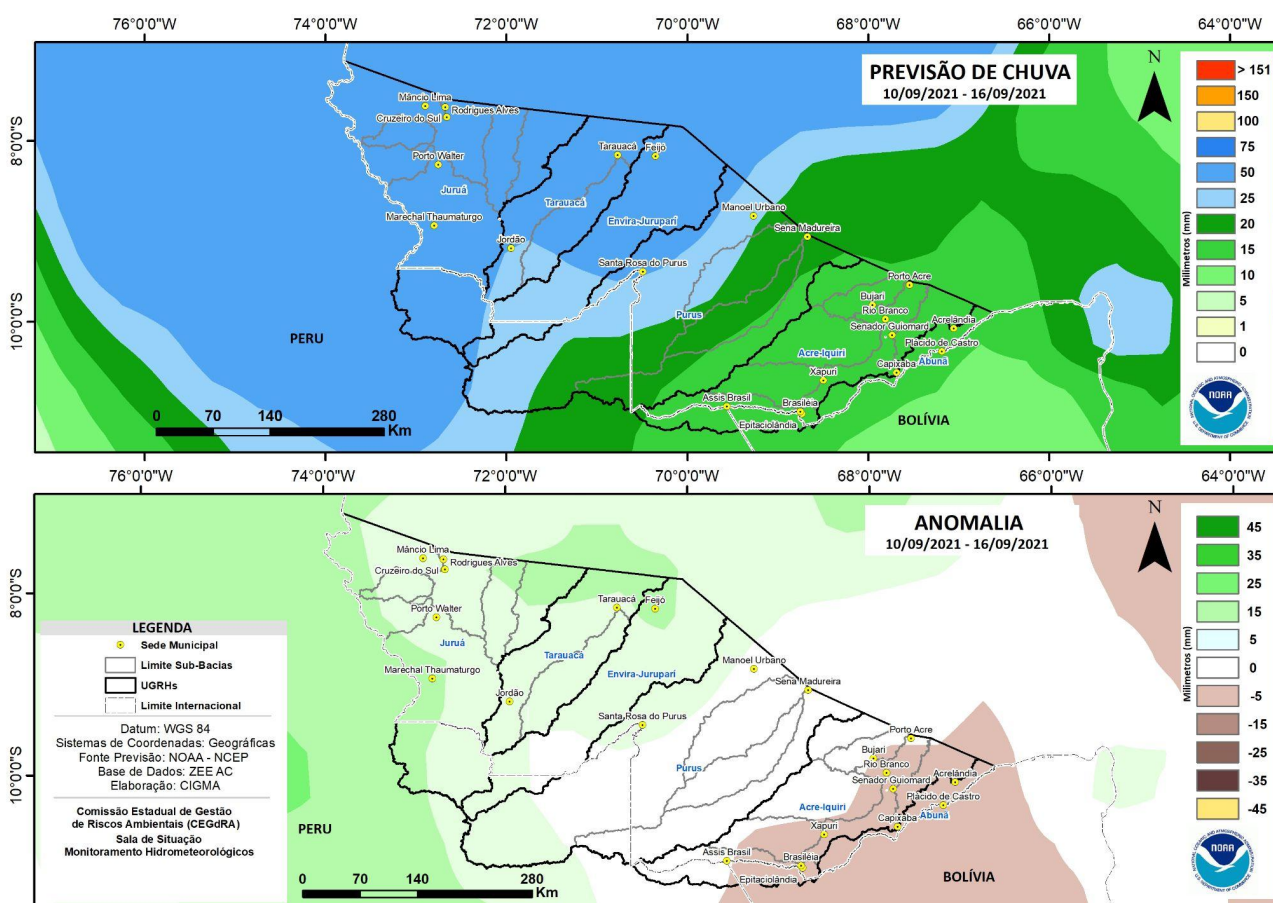 76°0'0"W 74°0'0"W 72°0'0"W 70°0'0"W 68°0'0"W 66°0'0"W 64°0'0"W
PREVISÃO DE CHUVA
10/09/2021 - 16/09/2021
N
> 151
150
100
75
50
25
20
15
10
5
1
0
Milímetros (mm)
NOAA
8°0'0"S
10°0'0"S
Mâncio Lima
Rodrigues Alves
Cruzeiro do Sul
Porto Walter
Juruá
Marechal Thaumaturgo
Tarauacá
Feijó
Tarauacá
Envira-Jurupari
Jordão
Manoel Urbano
Sena Madureira
Santa Rosa do Purus
Purus
Porto Acre
Bujari
Rio Branco
Senador Guiomard
Acrelândia
Plácido de Castro
Abunã
Acre-Iquiri
Capixaba
Xapuri
Assis Brasil
Brasiléia
Epitaciolândia
PERU
BOLÍVIA
0 70 140 280
Km
76°0'0"W 74°0'0"W 72°0'0"W 70°0'0"W 68°0'0"W 66°0'0"W 64°0'0"W
ANOMALIA
10/09/2021 - 16/09/2021
N
45
35
25
15
5
0
-5
-15
-25
-35
-45
Milímetros (mm)
NOAA
8°0'0"S
10°0'0"S
Mâncio Lima
Rodrigues Alves
Cruzeiro do Sul
Porto Walter
Juruá
Marechal Thaumaturgo
Tarauacá
Feijó
Tarauacá
Envira-Jurupari
Jordão
Manoel Urbano
Sena Madureira
Santa Rosa do Purus
Purus
Porto Acre
Bujari
Rio Branco
Senador Guiomard
Acrelândia
Plácido de Castro
Abunã
Acre-Iquiri
Capixaba
Xapuri
Assis Brasil
Brasiléia
Epitaciolândia
PERU
BOLÍVIA
0 70 140 280
Km
LEGENDA
Sede Municipal
Limite Sub-Bacias
UGRHs
Limite Internacional
Datum: WGS 84
Sistemas de Coordenadas: Geográficas
Fonte Previsão: NOAA - NCEP
Base de Dados: ZEE AC
Elaboração: CIGMA
Comissão Estadual de Gestão
de Riscos Ambientais (CEGdRA)
Sala de Situação
Monitoramento Hidrometeorológicos